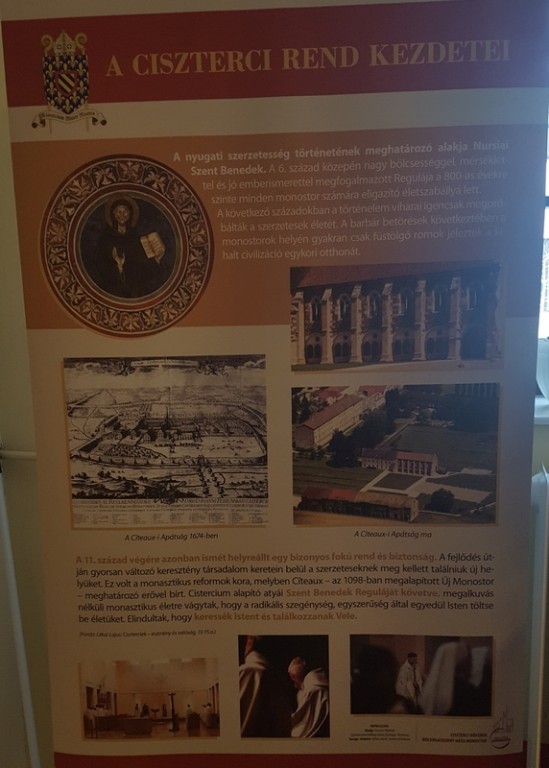 A CISZTERCI REND KEZDETEI
A nyugati szerzetesség történetének meghatározó alakja Nursiai
Szent Benedek. A 6. század közepén nagy bölcsességgel, mérséklet-
tel és jó emberismerettel megfogalmazott Regulája a 800-as évekre
szinte minden monostor számára eligazító életszabályá lett.
A következő századokban a történelem viharai igencsak megpró-
bálták a szerzetesek életét. A barbár betörések következtében a
monostorok helyén gyakran csak füstölgő romok jelezték a ki-
halt civilizáció egykori otthonát.
A Citeaux-i Apátság 1674-ben
A Citeaux-i Apátság ma
A 11. század végére azonban ismét helyreállt egy bizonyos fokú rend és biztonság. A fejlődés út-
ján gyorsan változó keresztény társadalom keretein belül a szerzeteseknek meg kellett találniuk új he-
lyüket. Ez volt a monasztikus reformok kora, melyben Citeaux – az 1098-ban megalapított Új Monostor
– meghatározó erővel bírt. Cistercium alapító atyái Szent Benedek Reguláját követve, megalkuvás
nélküli monasztikus életre vágytak, hogy a radikális szegénység, egyszerűség által egyedül Isten töltse
be életüket. Elindultak, hogy keressék Istent és találkozzanak Vele.